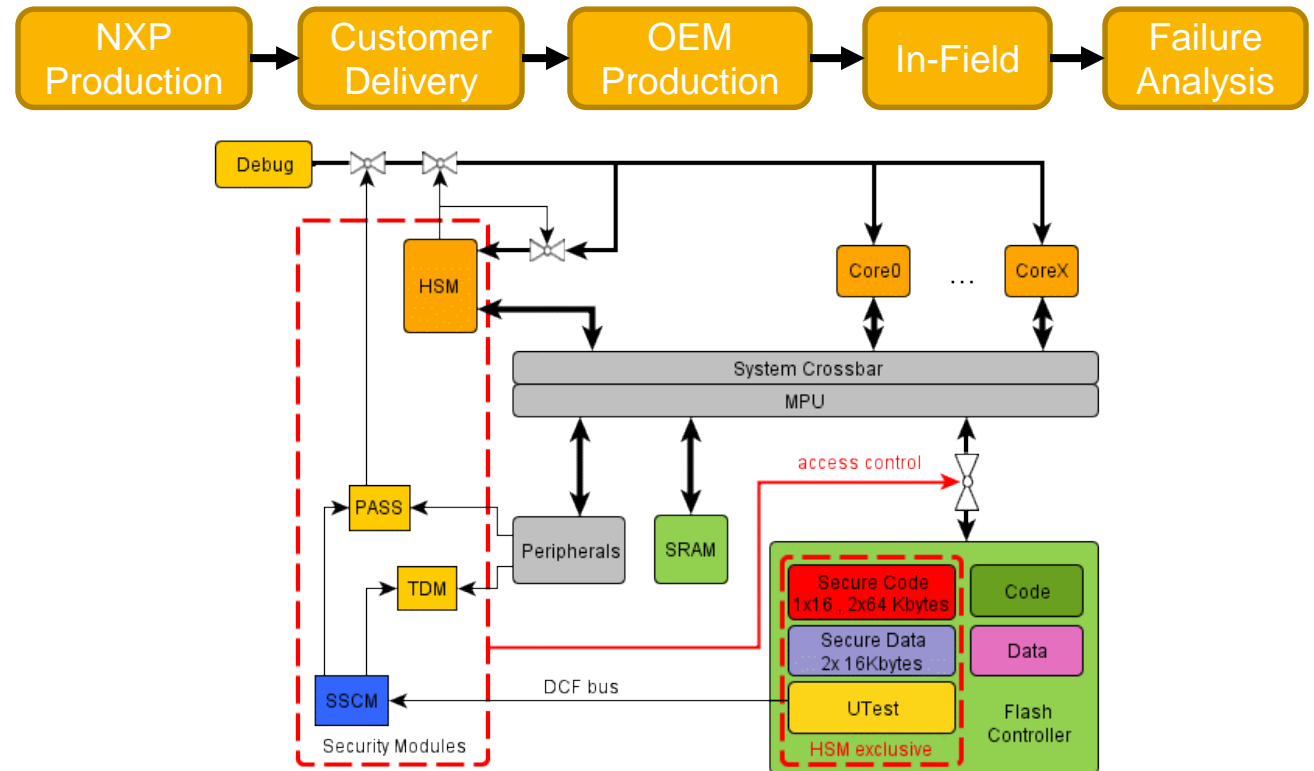 NXP
Production
Customer
Delivery
OEM
Production
In-Field
Failure
Analysis
Debug
HSM
Core0
...
CoreX
System Crossbar
MPU
access control
PASS
Peripherals
SRAM
TDM
Secure Code
1x16 , 2x64 Kbytes
Code
Secure Data
2x 16Kbytes
Data
SSCM
DCF bus
UTest
Flash
Controller
Security Modules
HSM exclusive